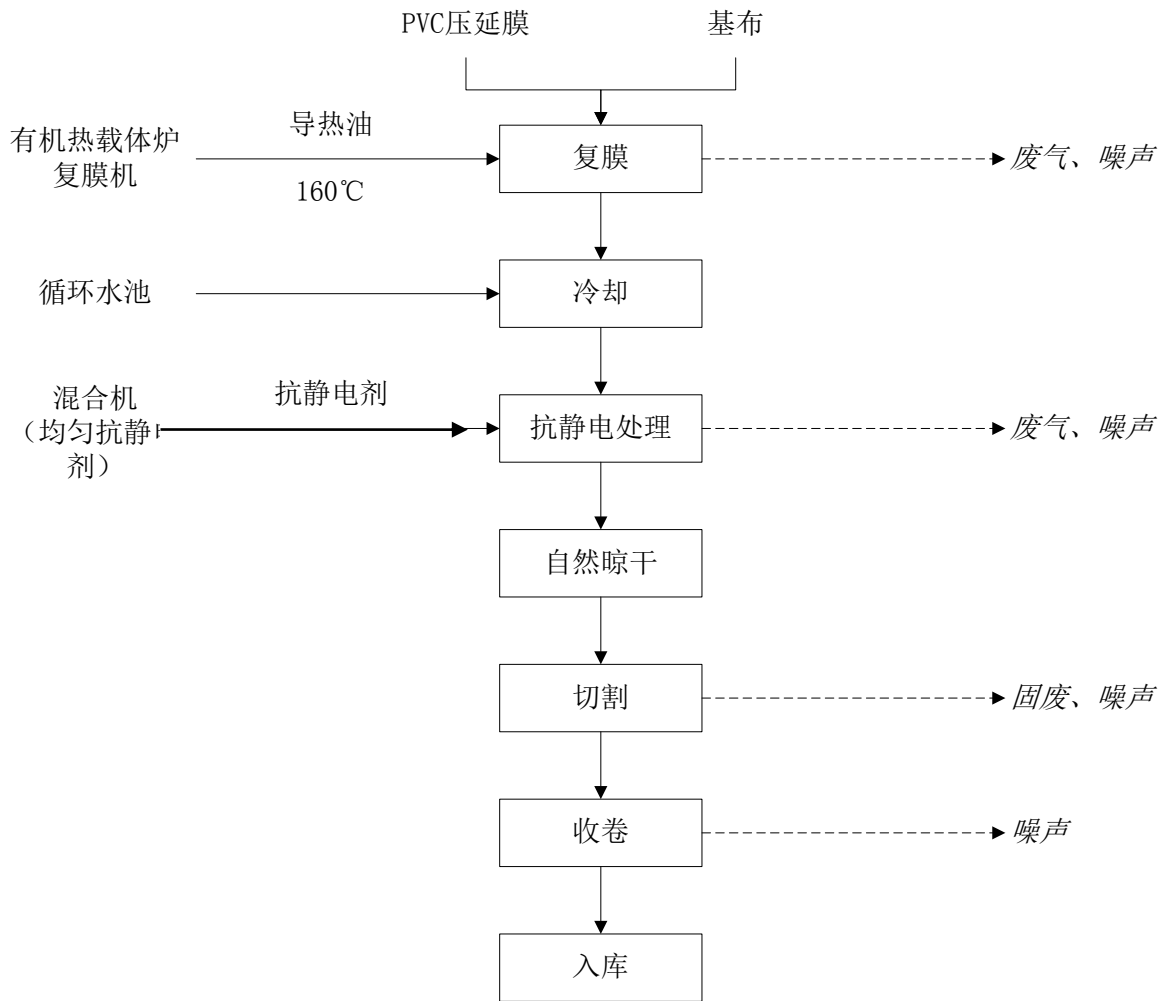 PVC压延膜
基布
有机热载体炉
复膜机
导热油
160℃
复膜
废气、噪声
循环水池
冷却
混合机
（均匀抗静
剂）
抗静电剂
抗静电处理
废气、噪声
自然晾干
切割
固废、噪声
收卷
噪声
入库